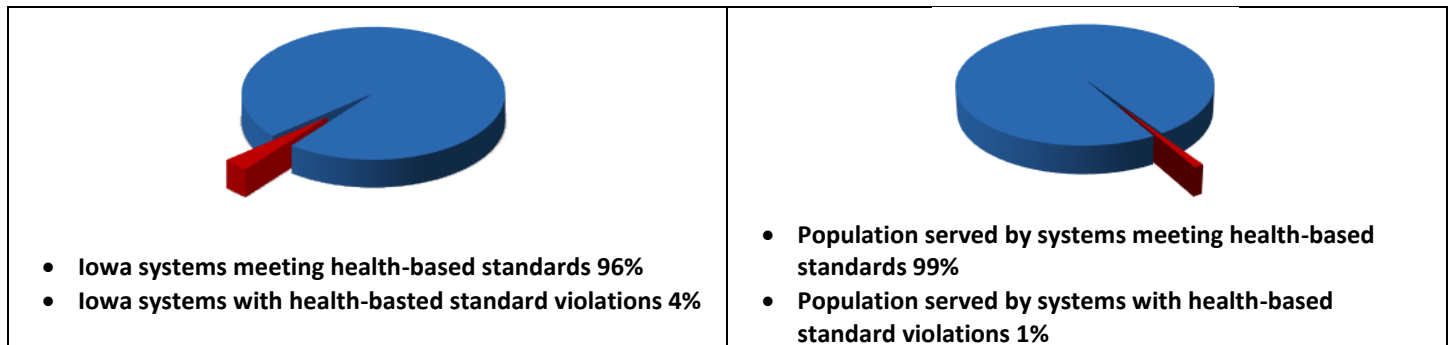 • Iowa systems meeting health-based standards 96%
• Iowa systems with health-basted standard violations 4%
• Population served by systems meeting health-based
standards 99%
• Population served by systems with health-based
standard violations 1%